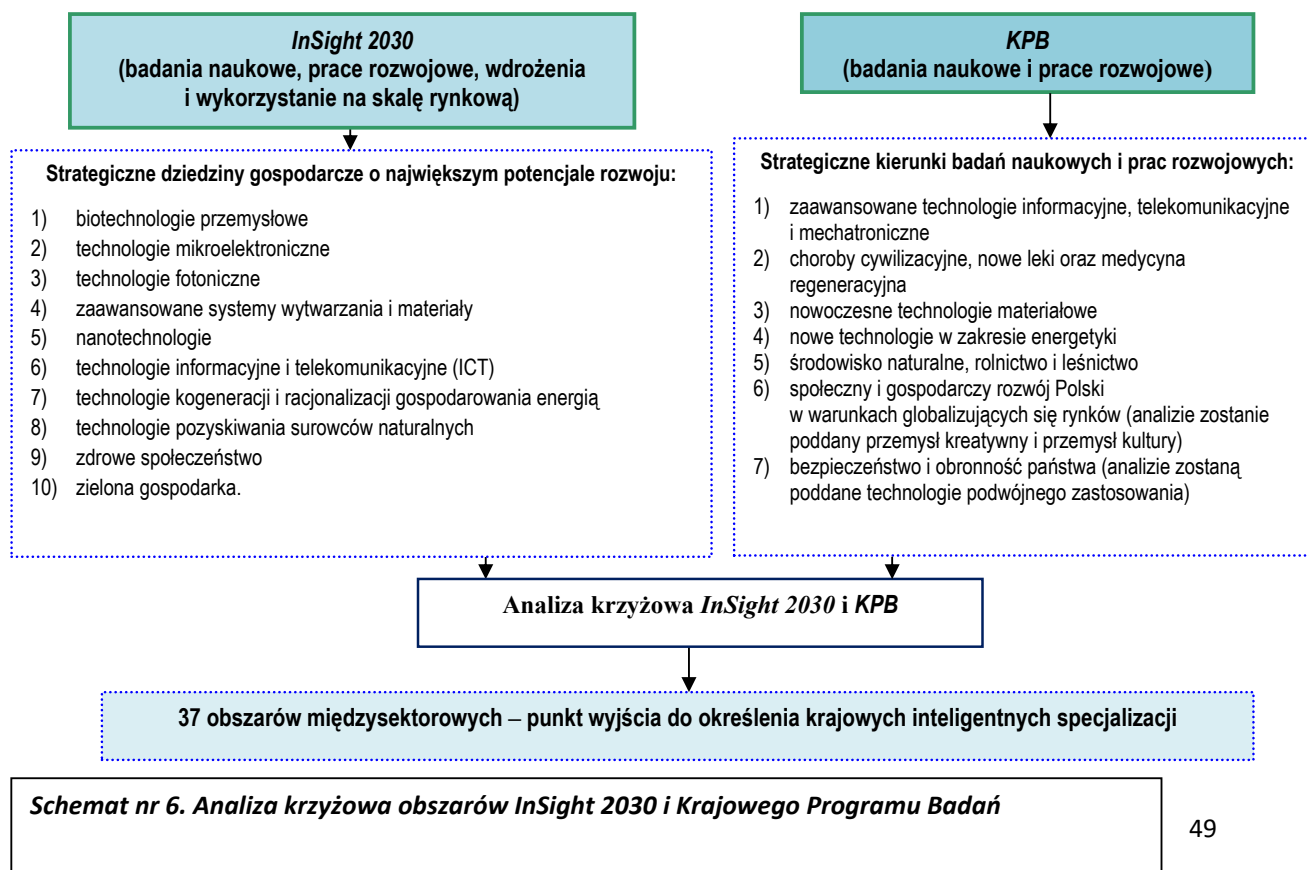 InSight 2030
(badania naukowe, prace rozwojowe, wdrożenia
i wykorzystanie na skalę rynkową)
Strategiczne dziedziny gospodarcze o największym potencjale rozwoju:
1) biotechnologie przemysłowe
2) technologie mikroelektroniczne
3) technologie fotoniczne
4) zaawansowane systemy wytwarzania i materiały
5) nanotechnologie
6) technologie informacyjne i telekomunikacyjne (ICT)
7) technologie kogeneracji i racjonalizacji gospodarowania energią
8) technologie pozyskiwania surowców naturalnych
9) zdrowe społeczeństwo
10) zielona gospodarka.
KPB
(badania naukowe i prace rozwojowe)
Strategiczne kierunki badań naukowych i prac rozwojowych:
1) zaawansowane technologie informacyjne, telekomunikacyjne
i mechatroniczne
2) choroby cywilizacyjne, nowe leki oraz medycyna
regeneracyjna
3) nowoczesne technologie materiałowe
4) nowe technologie w zakresie energetyki
5) środowisko naturalne, rolnictwo i leśnictwo
6) społeczny i gospodarczy rozwój Polski
w warunkach globalizujących się rynków (analizie zostanie
poddany przemysł kreatywny i przemysł kultury)
7) bezpieczeństwo i obronność państwa (analizie zostaną
poddane technologie podwójnego zastosowania)
Analiza krzyżowa InSight 2030 i KPB
37 obszarów międzysektorowych – punkt wyjścia do określenia krajowych inteligentnych specjalizacji
Schemat nr 6. Analiza krzyżowa obszarów InSight 2030 i Krajowego Programu Badań
49